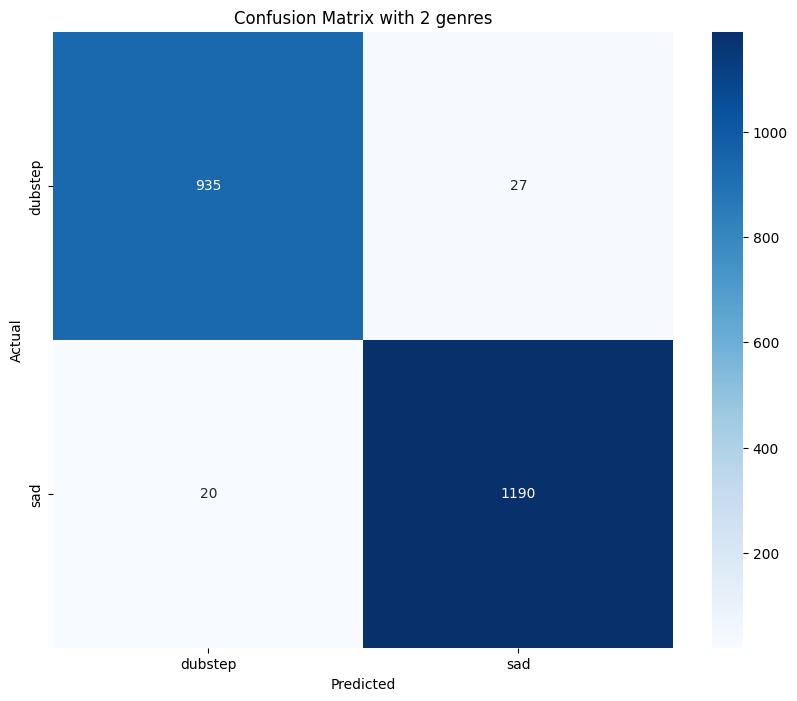 Confusion Matrix with 2 genres
dubstep
935
27
sad
20
1190
Actual
dubstep
sad
Predicted
1000
800
600
400
200